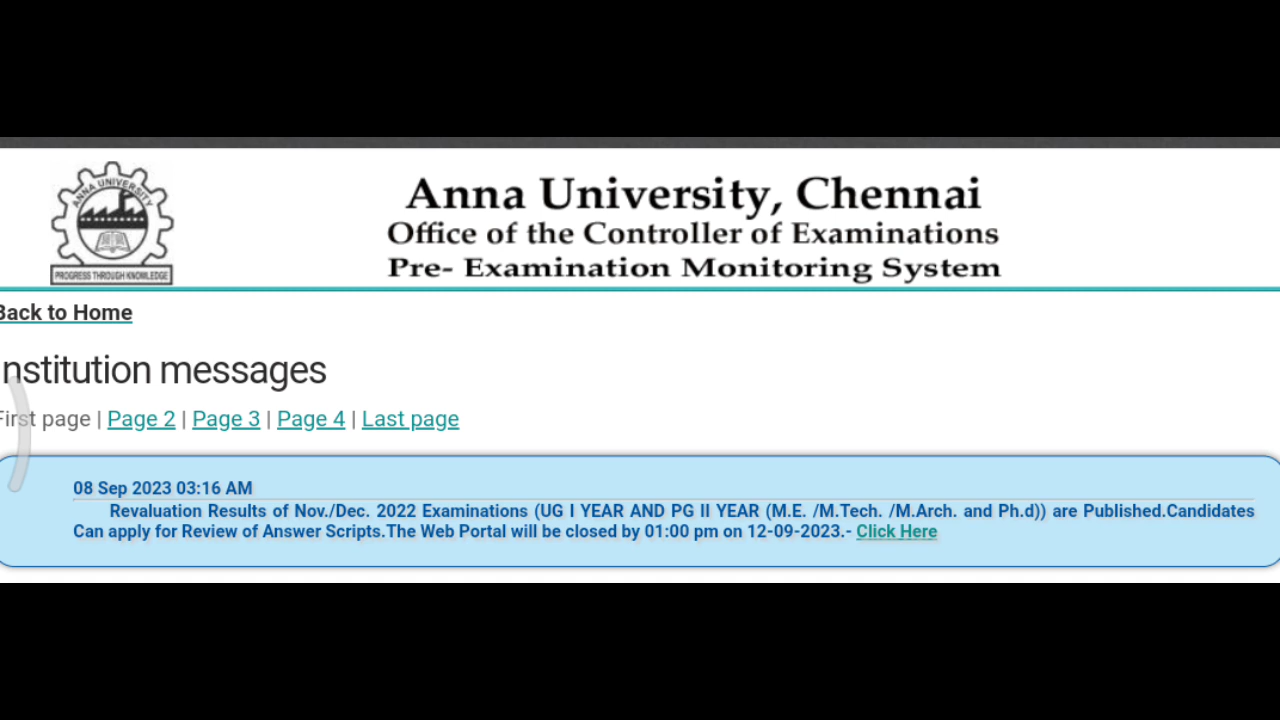 ANNA UNIVERSITY
PROGRESS THROUGH KNOWLEDGE
Anna University, Chennai
Office of the Controller of Examinations
Pre- Examination Monitoring System
Back to Home
Institution messages
First page | Page 2 | Page 3 | Page 4 | Last page
08 Sep 2023 03:16 AM
Revaluation Results of Nov./Dec. 2022 Examinations (UG I YEAR AND PG II YEAR (M.E. /M.Tech. /M.Arch. and Ph.d)) are Published.Candidates
Can apply for Review of Answer Scripts.The Web Portal will be closed by 01:00 pm on 12-09-2023.- Click Here